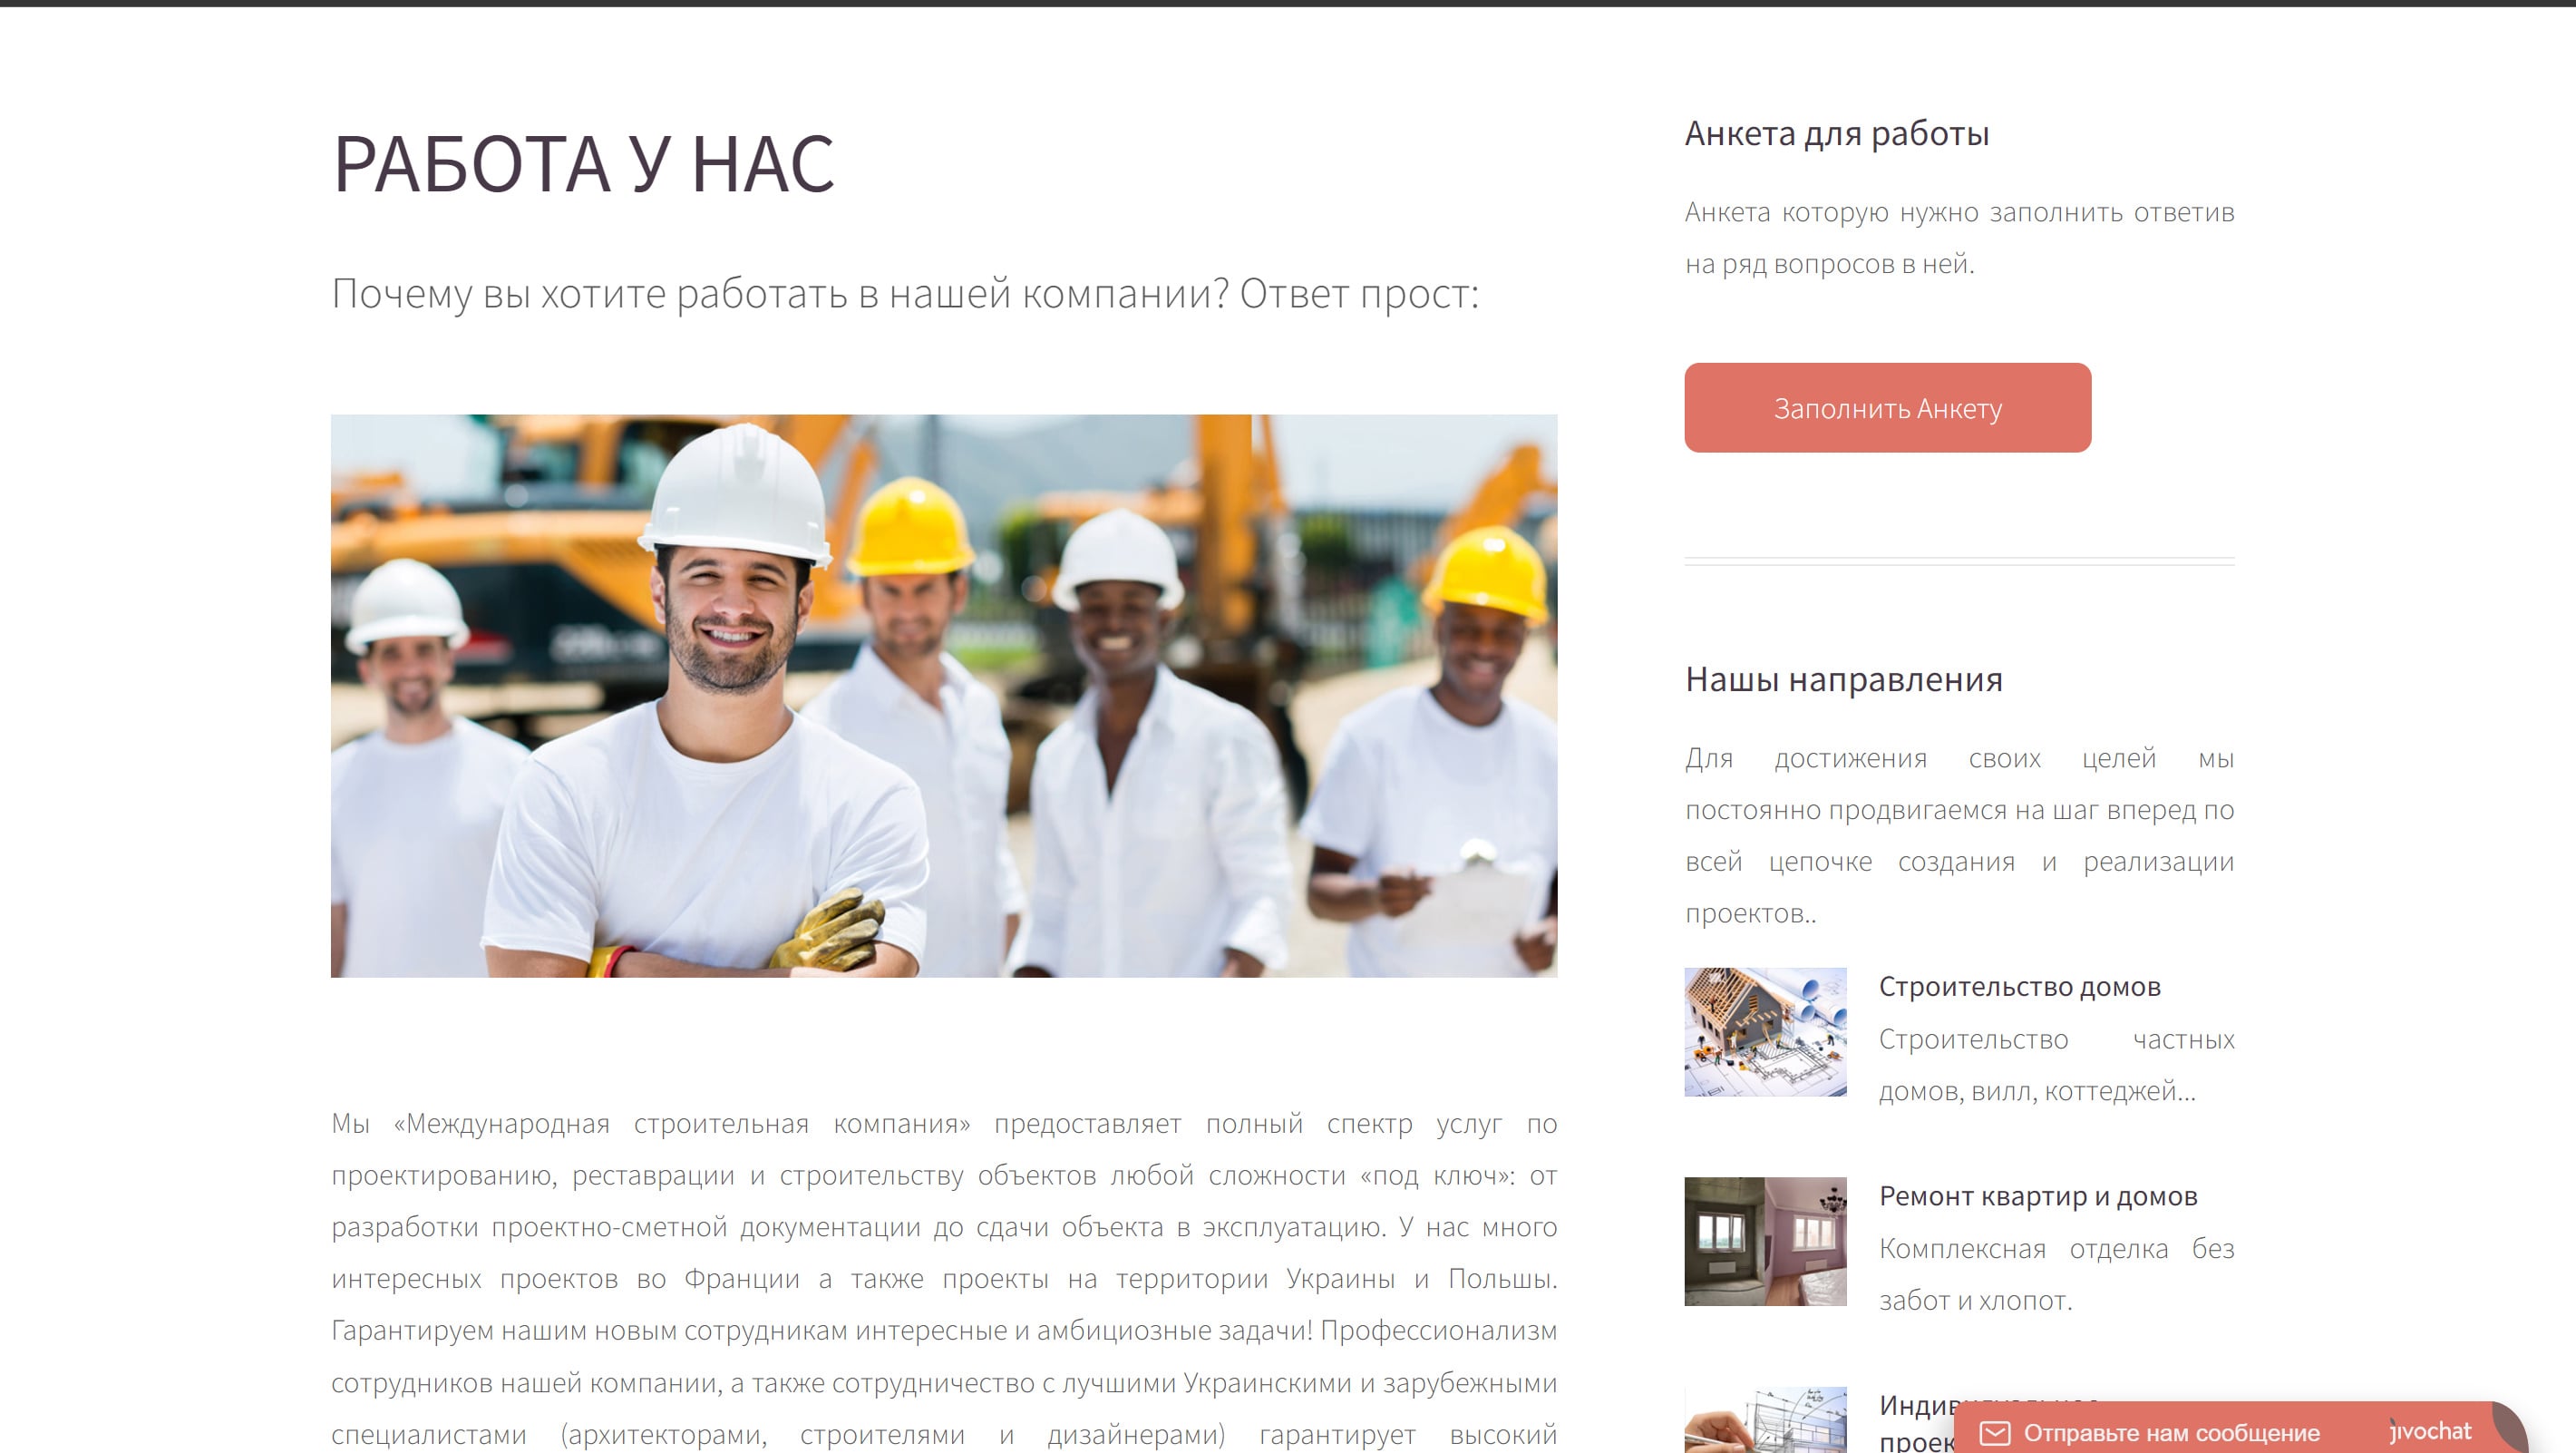 РАБОТА У НАС
Почему вы хотите работать в нашей компании? Ответ прост:
Мы «Международная строительная компания» предоставляет полный спектр услуг по
проектированию, реставрации и строительству объектов любой сложности «под ключ»: от
разработки проектно-сметной документации до сдачи объекта в эксплуатацию. У нас много
интересных проектов во Франции а также проекты на территории Украины и Польшы.
Гарантируем нашим новым сотрудникам интересные и амбициозные задачи! Профессионализм
сотрудников нашей компании, а также сотрудничество с лучшими Украинскими и зарубежными
специалистами (архитекторами, строителями и дизайнерами) гарантирует высокий
Анкета для работы
Анкета которую нужно заполнить ответив
на ряд вопросов в ней.
Заполнить Анкету
Нашы направления
Для достижения своих целей мы
постоянно продвигаемся на шаг вперед по
всей цепочке создания и реализации
проектов..
Строительство домов
Строительство частных
домов, вилл, коттеджей...
Ремонт квартир и домов
Комплексная отделка без
забот и хлопот.
Отправьте нам сообщение
jivochat